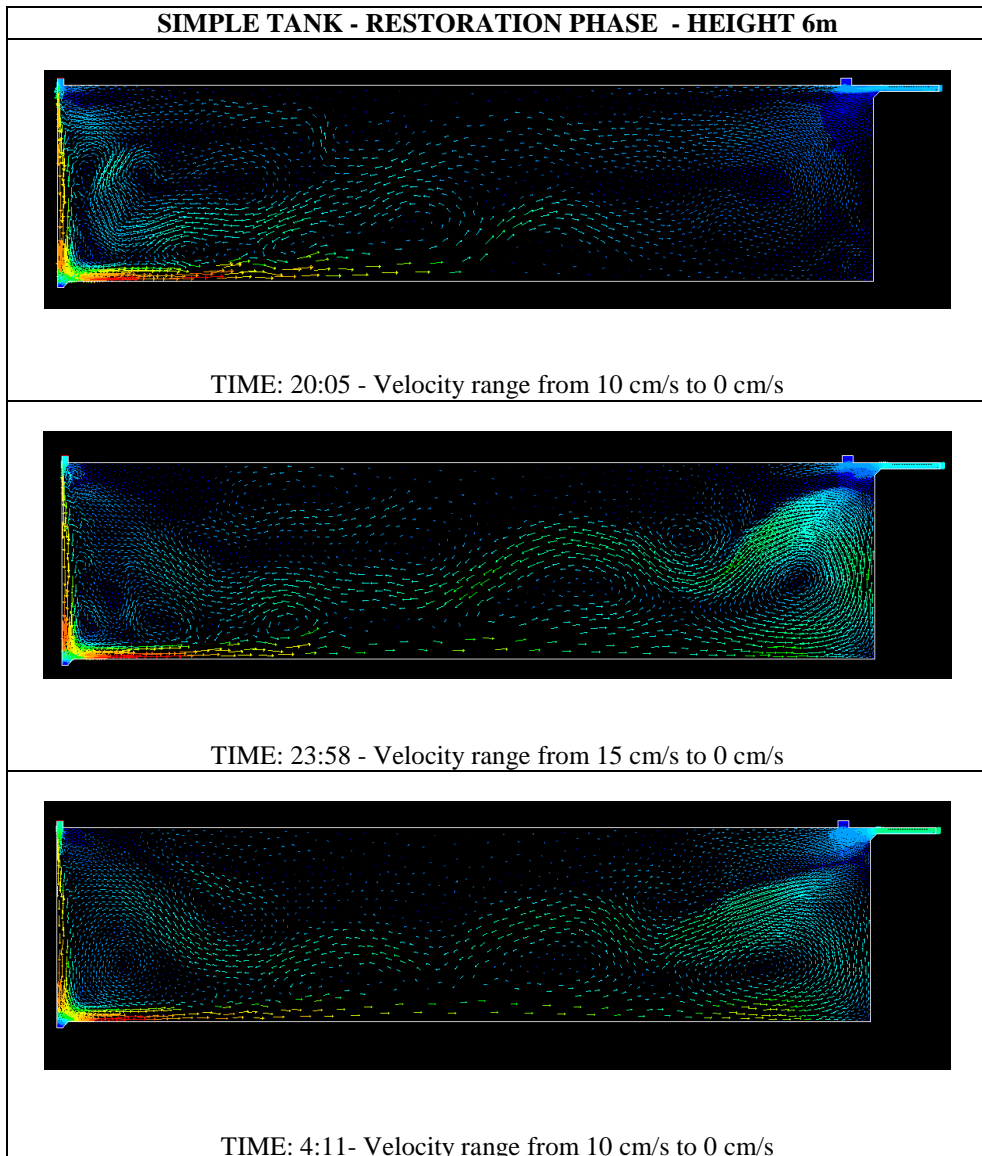 SIMPLE TANK - RESTORATION PHASE - HEIGHT 6m
TIME: 20:05 - Velocity range from 10 cm/s to 0 cm/s
TIME: 23:58 - Velocity range from 15 cm/s to 0 cm/s
TIME: 4:11- Velocity range from 10 cm/s to 0 cm/s